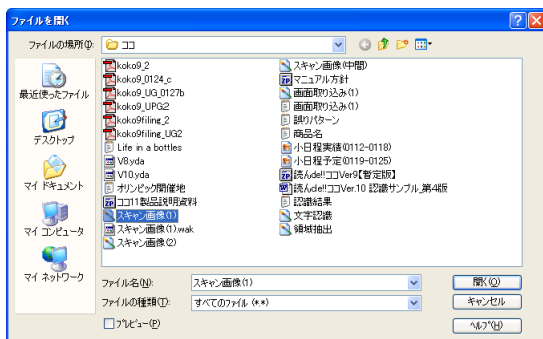 ファイルを開く
ファイルの場所(I):
ココ
最近使ったファイル
デスクトップ
マイ ドキュメント
マイ コンピュータ
マイ ネットワーク
koko9_2
koko9_0124_c
koko9_UG_0127b
koko9_UPG2
koko9filing_2
koko9filing_UG2
Life in a bottles
V8.yda
V10.yda
オリンピック開催地
ココ11製品説明資料
スキャン画像(1)
スキャン画像(1).wak
スキャン画像(2)
スキャン画像(中間)
マニュアル方針
画面取り込み(1)
画面取り込み(1)
誤りパターン
商品名
小日程実績(0112-0118)
小日程予定(0119-0125)
読んde!!ココVer9【暫定版】
読んde!!ココVer.10 認識サンプル_第4版
認識結果
文字認識
領域抽出
ファイル名(N):
スキャン画像(1)
開く(O)
ファイルの種類(T):
すべてのファイル (*.*)
キャンセル
プレビュー(P)
ヘルプ(H)